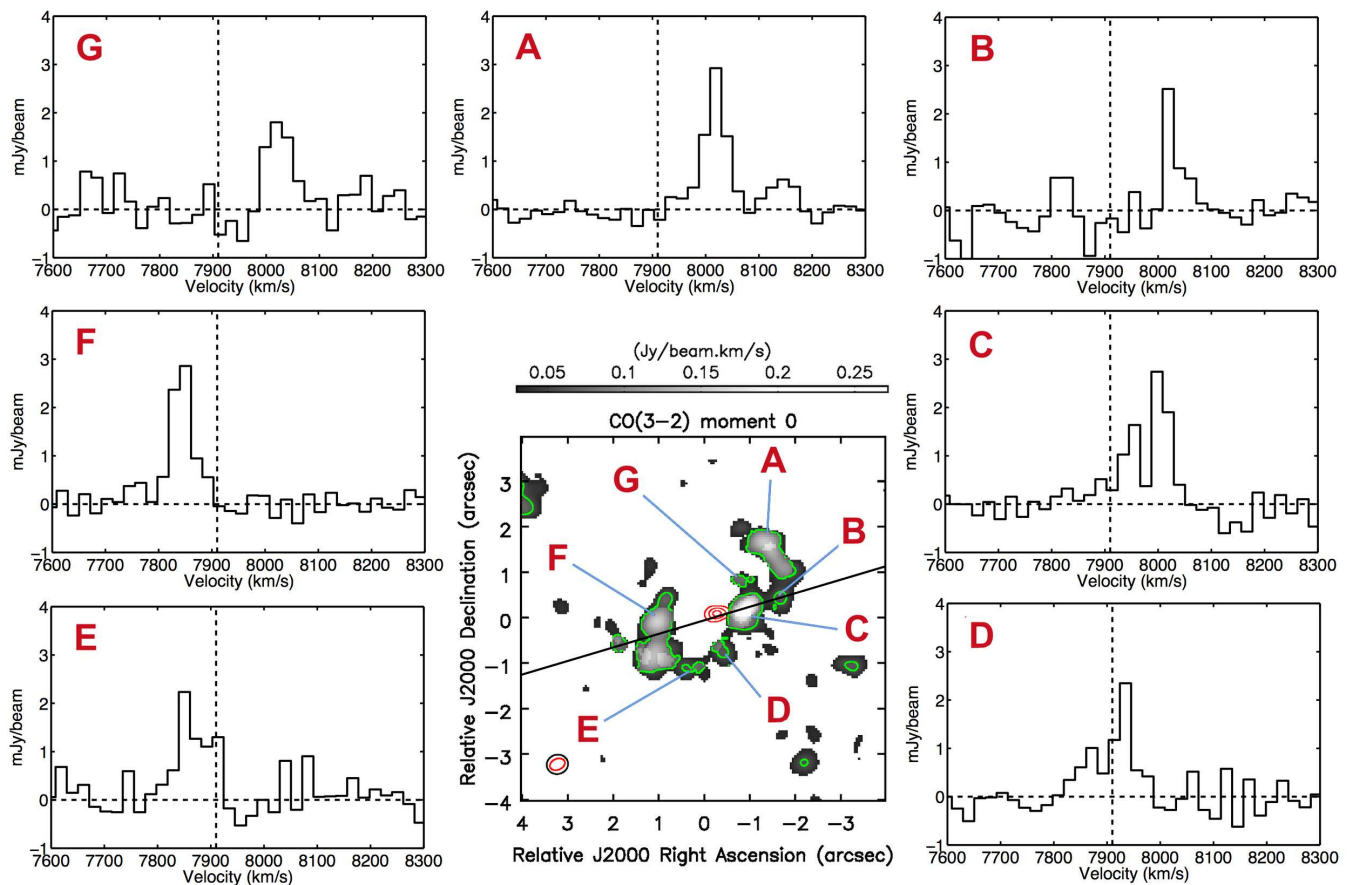 G
4
3
2
1
0
−1
mJy/beam
7600 7700 7800 7900 8000 8100 8200 8300
Velocity (km/s)
A
4
3
2
1
0
−1
mJy/beam
7600 7700 7800 7900 8000 8100 8200 8300
Velocity (km/s)
B
4
3
2
1
0
−1
mJy/beam
7600 7700 7800 7900 8000 8100 8200 8300
Velocity (km/s)
F
4
3
2
1
0
−1
mJy/beam
7600 7700 7800 7900 8000 8100 8200 8300
Velocity (km/s)
(Jy/beam.km/s)
0.05 0.1 0.15 0.2 0.25
CO(3−2) moment 0
A
G
B
F
C
E
D
3
2
1
0
−1
−2
−3
−4
Relative J2000 Declination (arcsec)
4 3 2 1 0 −1 −2 −3
Relative J2000 Right Ascension (arcsec)
C
4
3
2
1
0
−1
mJy/beam
7600 7700 7800 7900 8000 8100 8200 8300
Velocity (km/s)
E
4
3
2
1
0
−1
mJy/beam
7600 7700 7800 7900 8000 8100 8200 8300
Velocity (km/s)
D
4
3
2
1
0
−1
mJy/beam
7600 7700 7800 7900 8000 8100 8200 8300
Velocity (km/s)